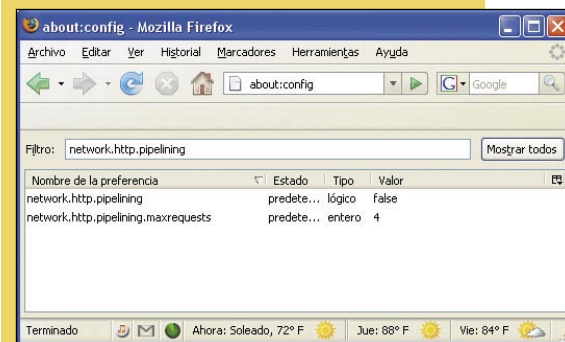 about:config - Mozilla Firefox
Archivo Editar Ver Historial Marcadores Herramientas Ayuda
about:config G Google
Filtro: network.http.pipelining Mostrar todos
Nombre de la preferencia Estado Tipo Valor
network.http.pipelining predete... lógico false
network.http.pipelining.maxrequests predete... entero 4
Terminado Ahora: Soleado, 72° F Jue: 88° F Vie: 84° F